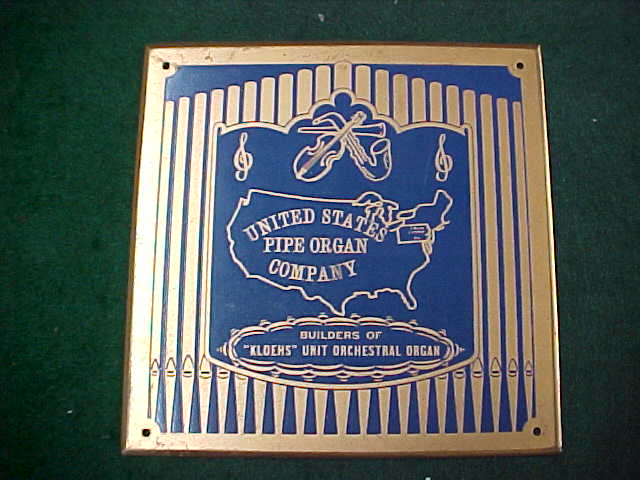 UNITED STATES
PIPE ORGAN
COMPANY
BUILDERS OF
"KLOEHS" UNIT ORCHESTRAL ORGAN